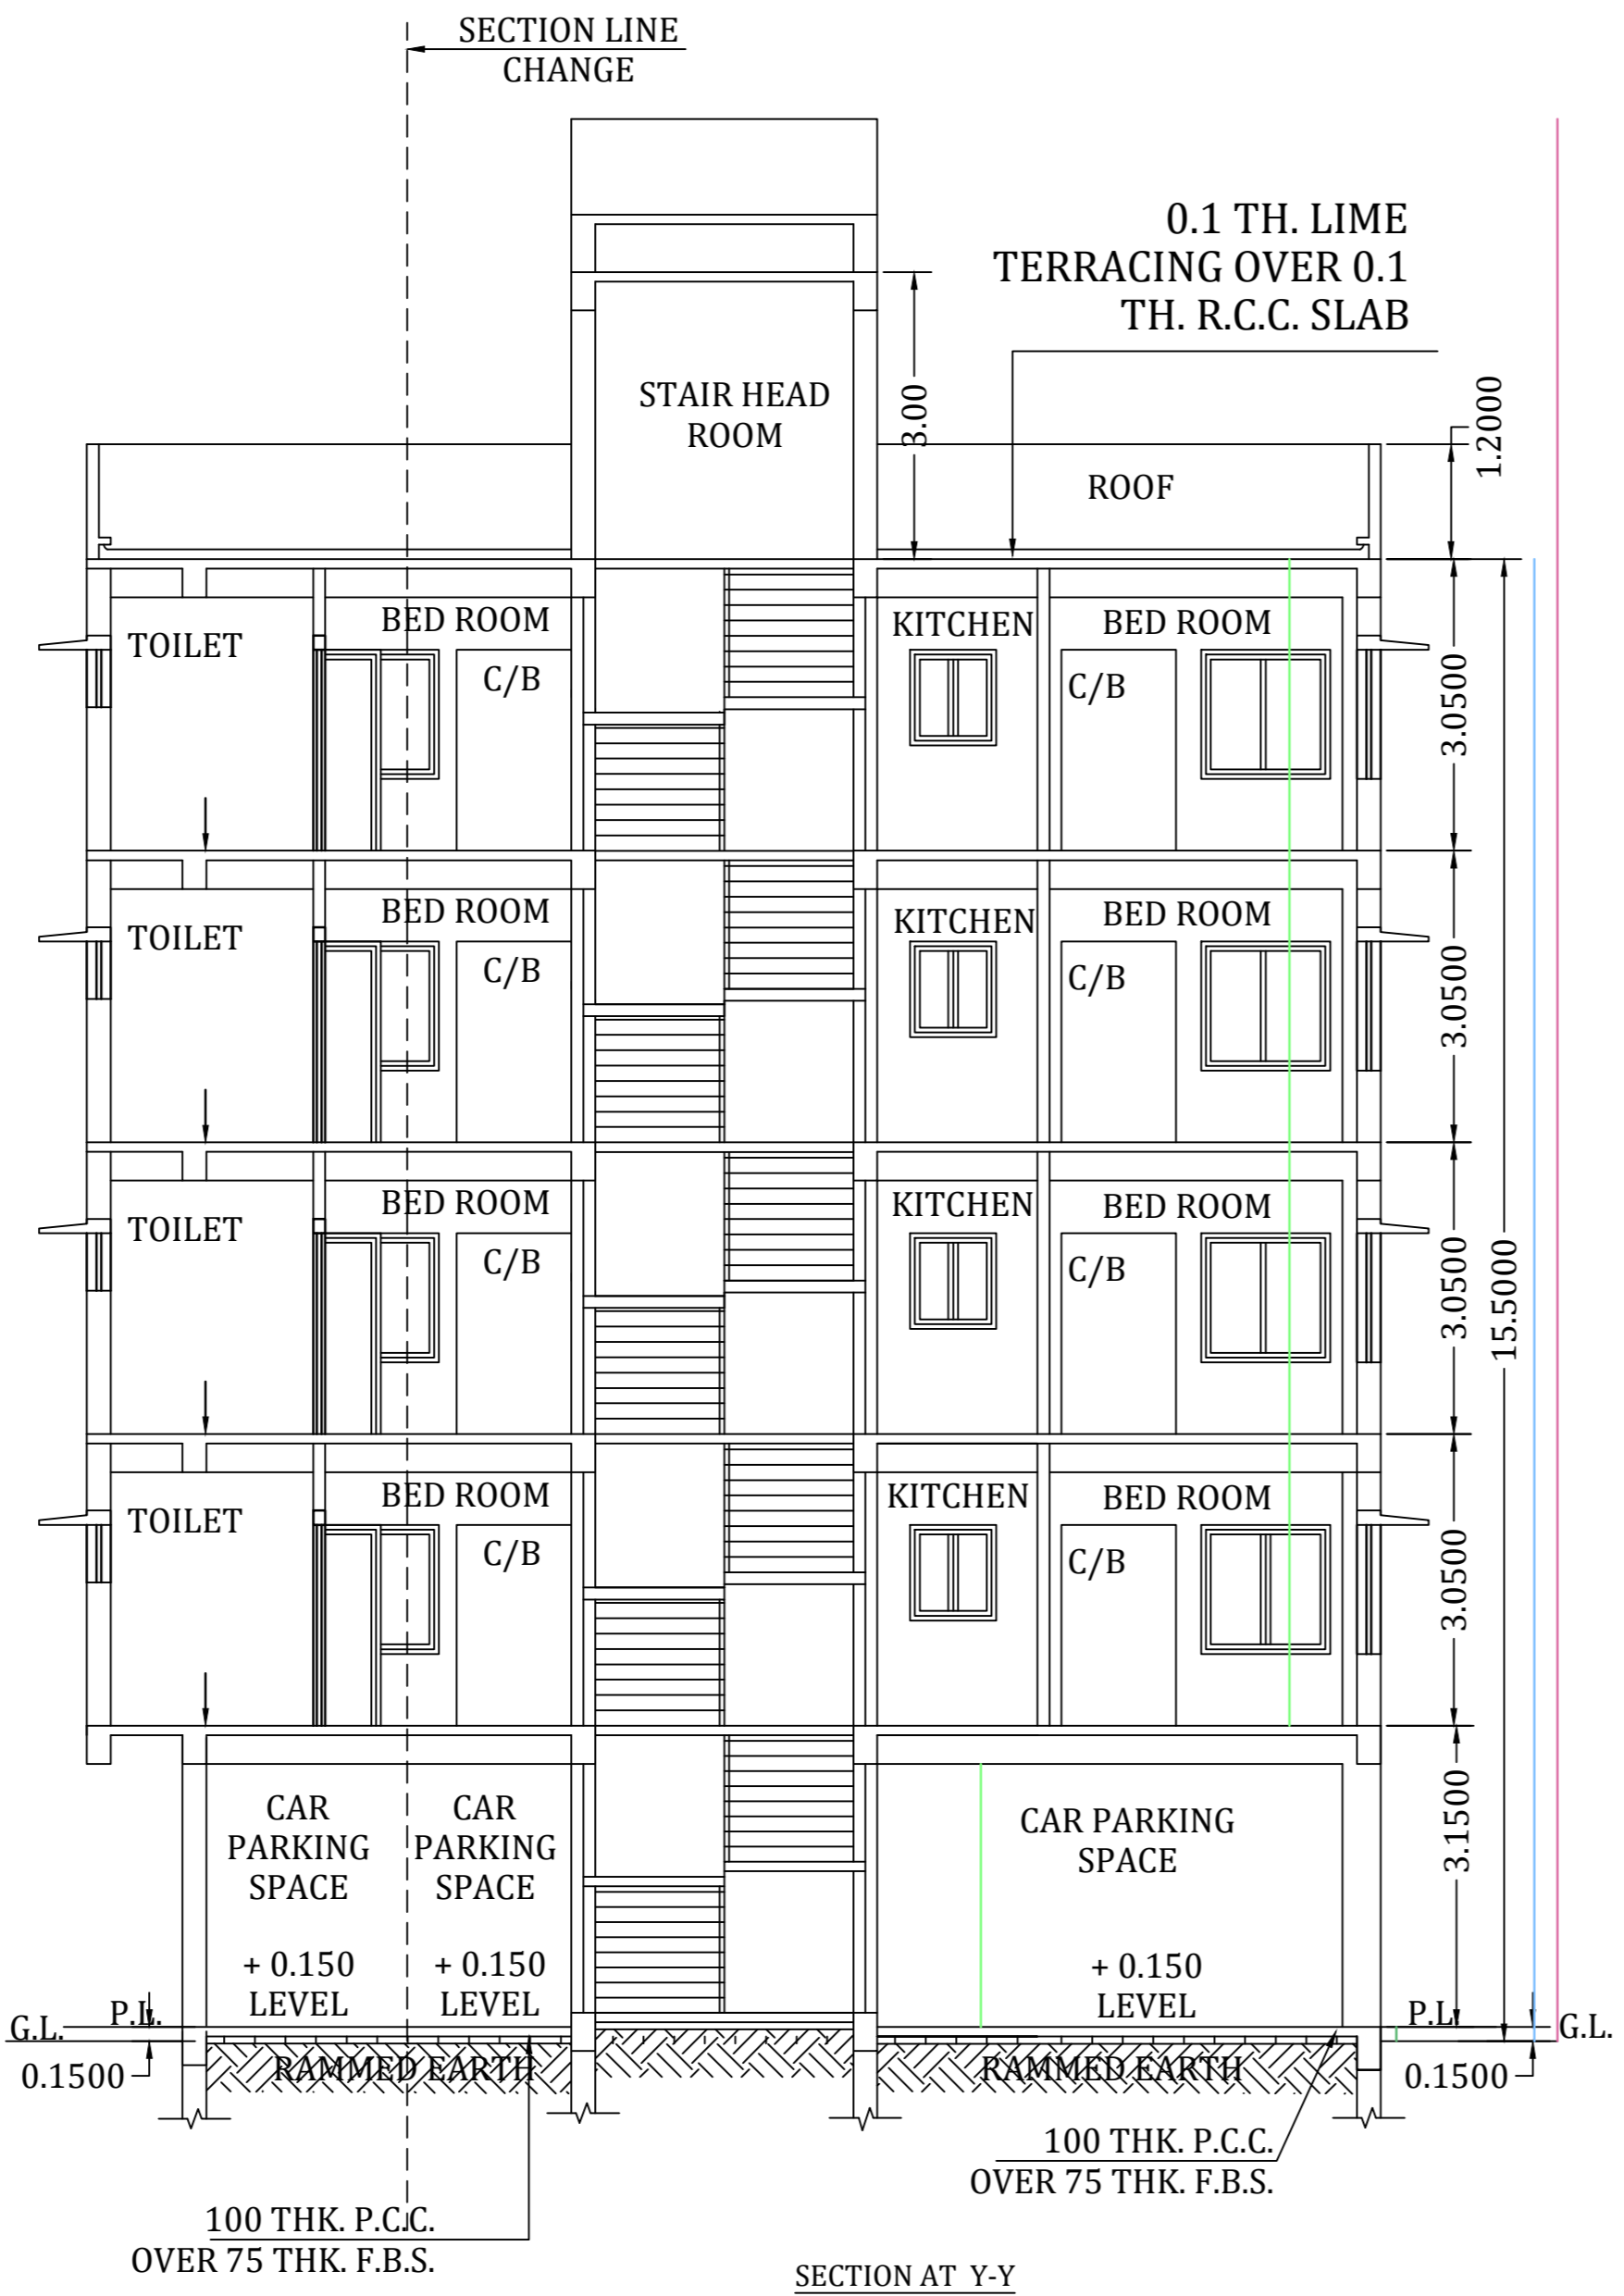 SECTION LINE
CHANGE
0.1 TH. LIME
TERRACING OVER 0.1
TH. R.C.C. SLAB
STAIR HEAD
ROOM
3.00
1.2000
ROOF
TOILET
BED ROOM
C/B
KITCHEN
BED ROOM
C/B
3.0500
TOILET
BED ROOM
C/B
KITCHEN
BED ROOM
C/B
3.0500
TOILET
BED ROOM
C/B
KITCHEN
BED ROOM
C/B
3.0500
15.5000
TOILET
BED ROOM
C/B
KITCHEN
BED ROOM
C/B
3.0500
CAR
PARKING
SPACE
CAR
PARKING
SPACE
CAR PARKING
SPACE
3.1500
+ 0.150
LEVEL
+ 0.150
LEVEL
+ 0.150
LEVEL
G.L.
P.L.
P.L
G.L.
0.1500
RAMMED EARTH
RAMMED EARTH
0.1500
100 THK. P.C.C.
OVER 75 THK. F.B.S.
100 THK. P.C.C.
OVER 75 THK. F.B.S.
SECTION AT Y-Y